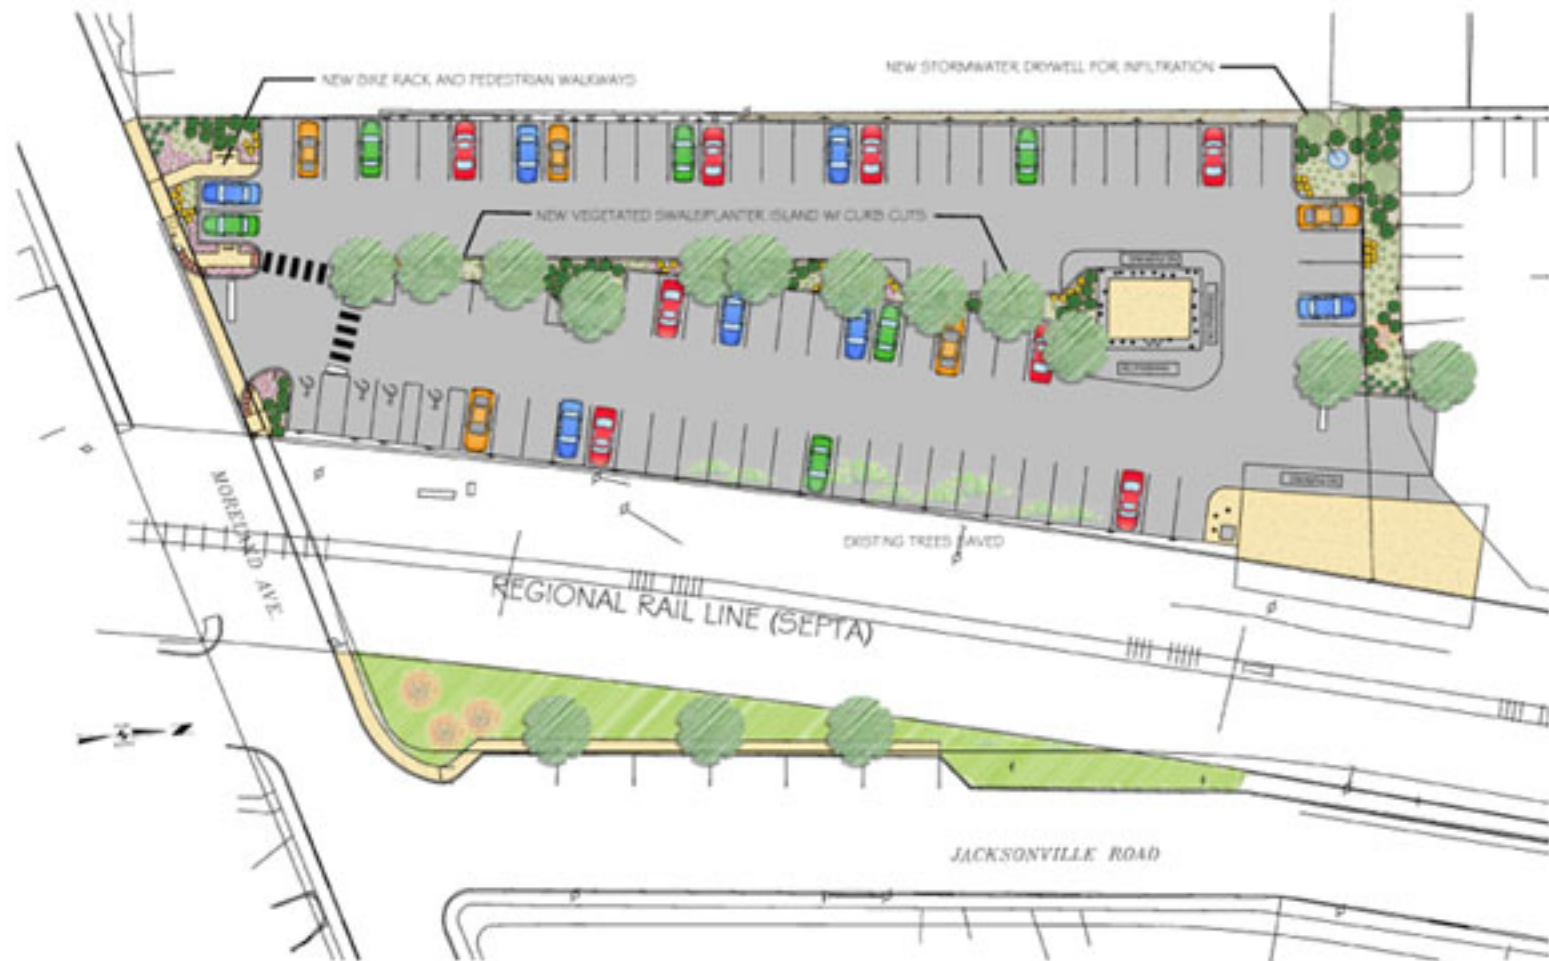 NEW BIKE RACK AND PEDESTRIAN WALKWAYS
NEW STORMWATER DRYWELL FOR INFILTRATION
NEW VEGETATED SWALE/PLANTER ISLAND W/ CURB CUTS
MORELAND AVE.
EXISTING TREES SAVED
REGIONAL RAIL LINE (SEPTA)
JACKSONVILLE ROAD